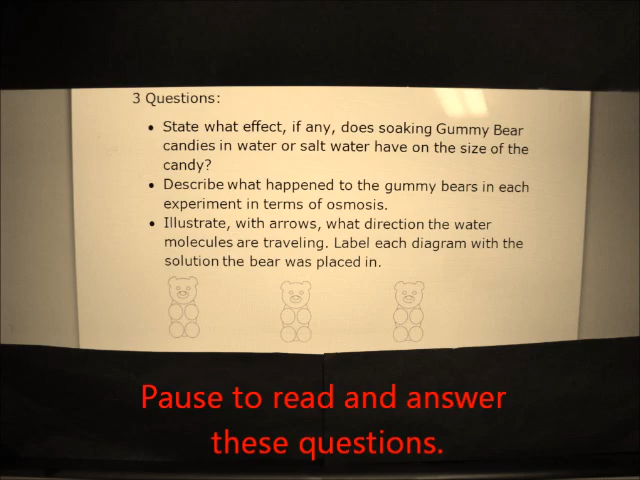 3 Questions:
• State what effect, if any, does soaking Gummy Bear
candies in water or salt water have on the size of the
candy?
• Describe what happened to the gummy bears in each
experiment in terms of osmosis.
• Illustrate, with arrows, what direction the water
molecules are traveling. Label each diagram with the
solution the bear was placed in.
Pause to read and answer
these questions.